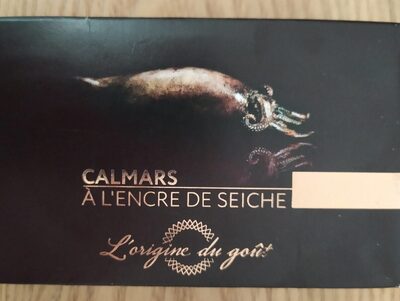 CALMARS
À L'ENCRE DE SEICHE
L'origine du goût